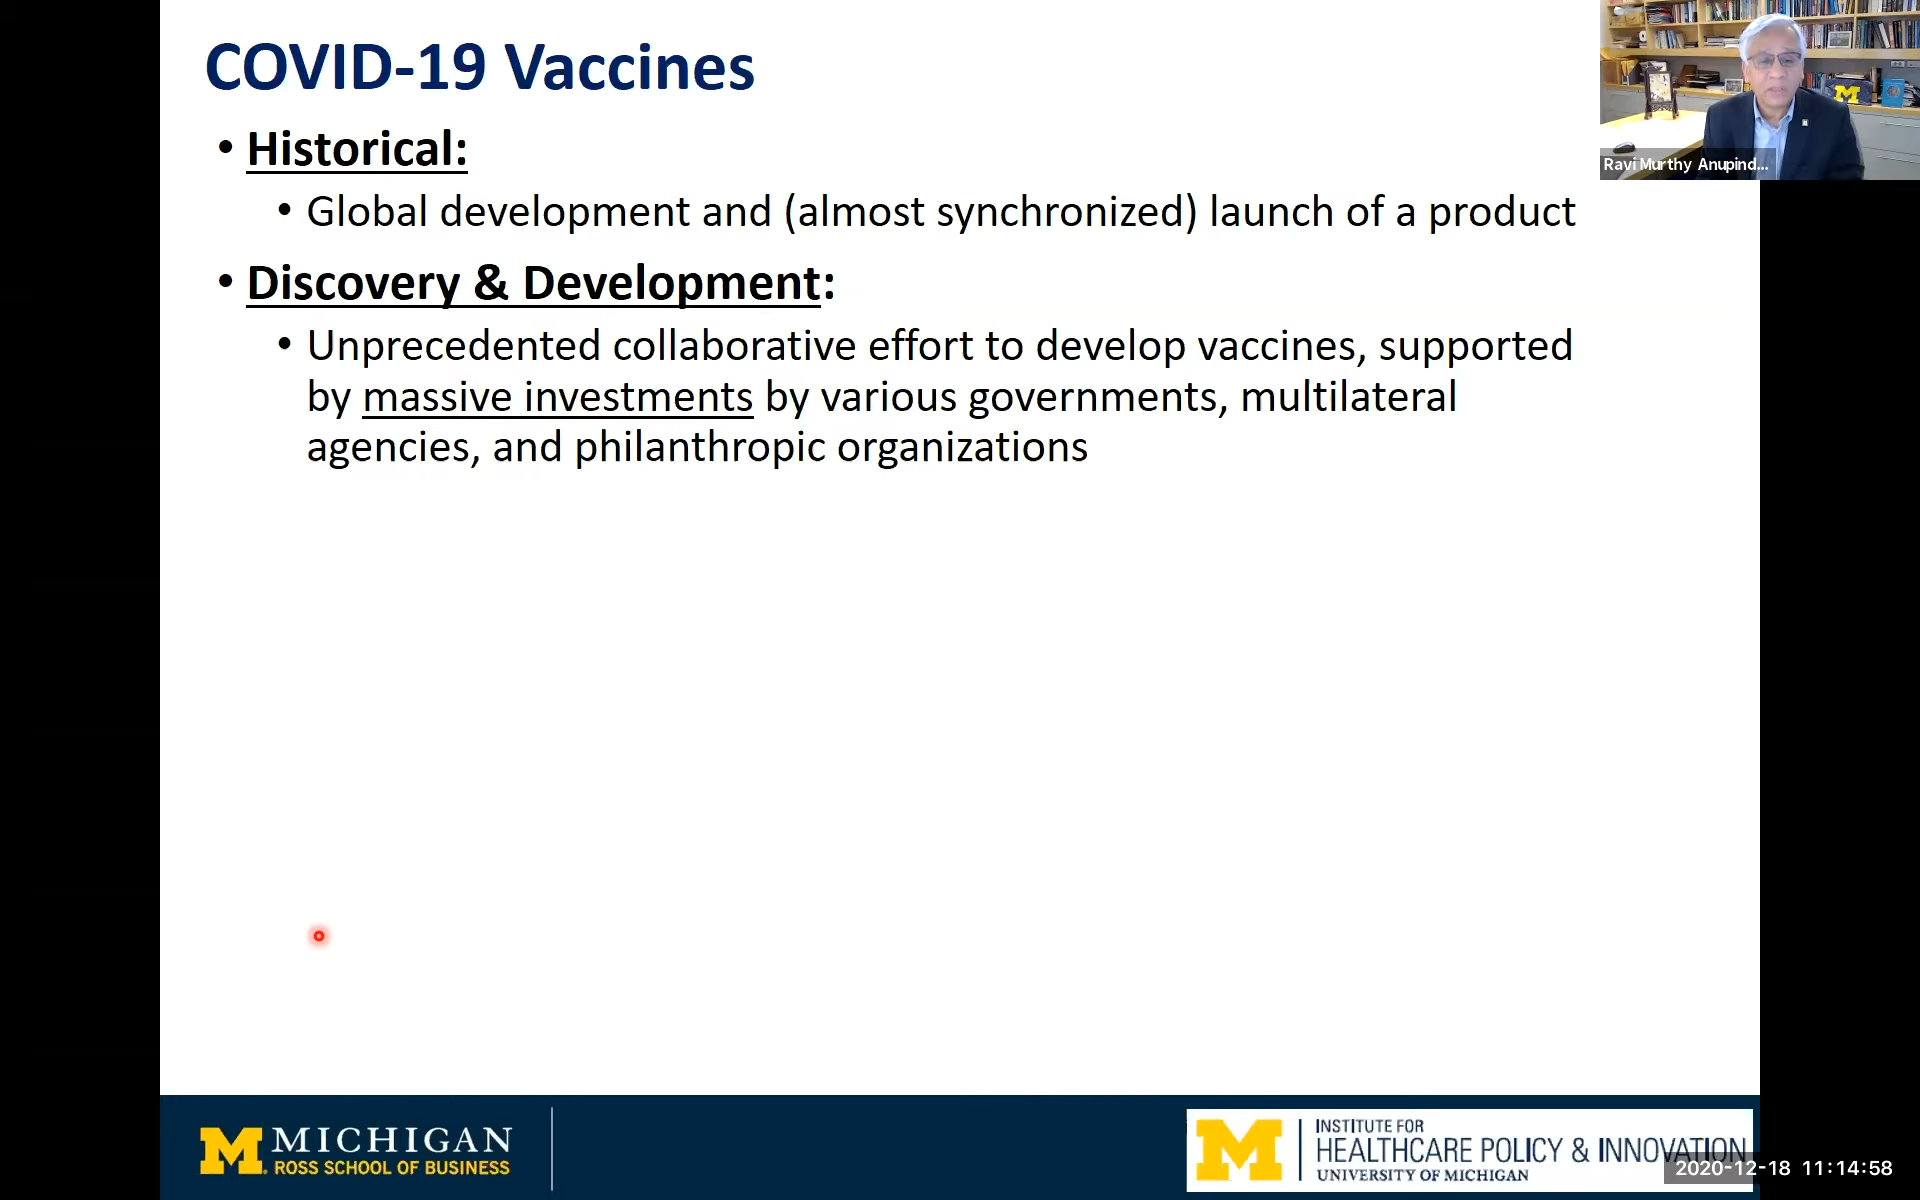 COVID-19 Vaccines
• Historical:
• Global development and (almost synchronized) launch of a product
• Discovery & Development:
• Unprecedented collaborative effort to develop vaccines, supported
by massive investments by various governments, multilateral
agencies, and philanthropic organizations
Ravi Murthy Anupind...
M
M MICHIGAN
ROSS SCHOOL OF BUSINESS
M
INSTITUTE FOR
HEALTHCARE POLICY & INNOVATION
UNIVERSITY OF MICHIGAN
2020-12-18 11:14:58